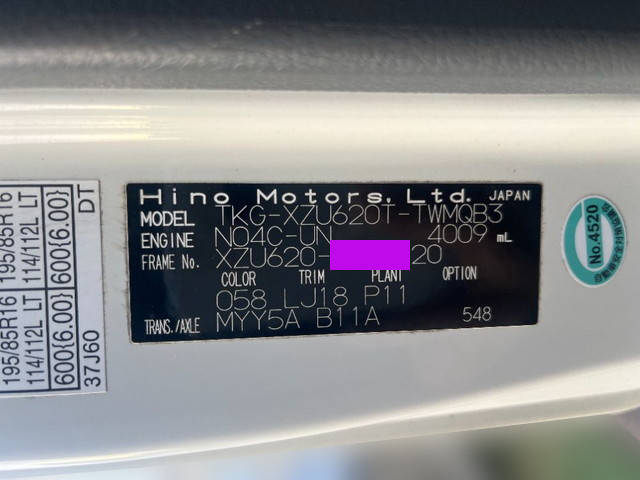 Hino Motors, Ltd. JAPAN
MODEL TKG-XZU620T-TWMQB3
ENGINE N04C-UN 4009 mL
FRAME No. XZU620- 20
COLOR TRIM PLANT OPTION
058 LJ18 P11
TRANS./AXLE MYY5A B11A 548
195/85R16 195/85R16
114/112L LT 114/112L LT
600{6.00} 600{6.00}
37J60 DT
No.4520